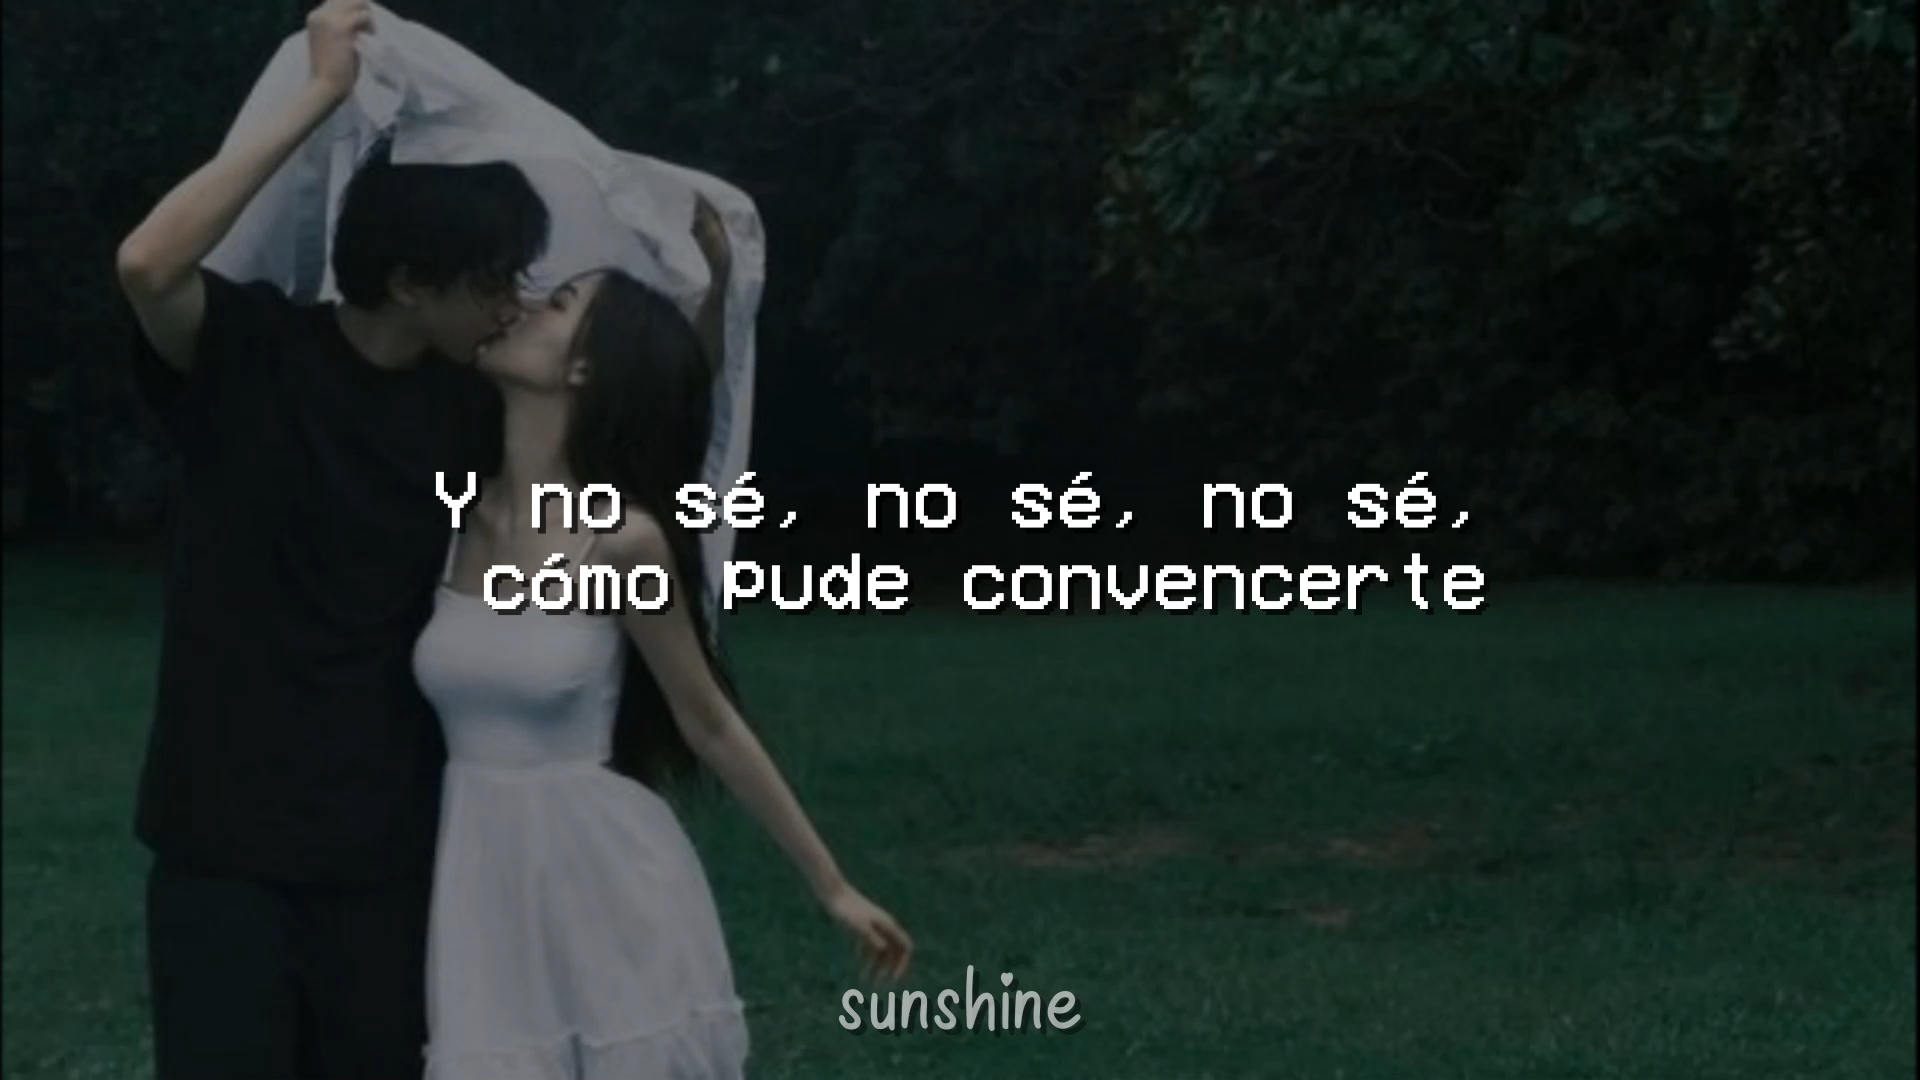 Y no sé, no sé, no sé,
cómo pude convencerte
sunshine